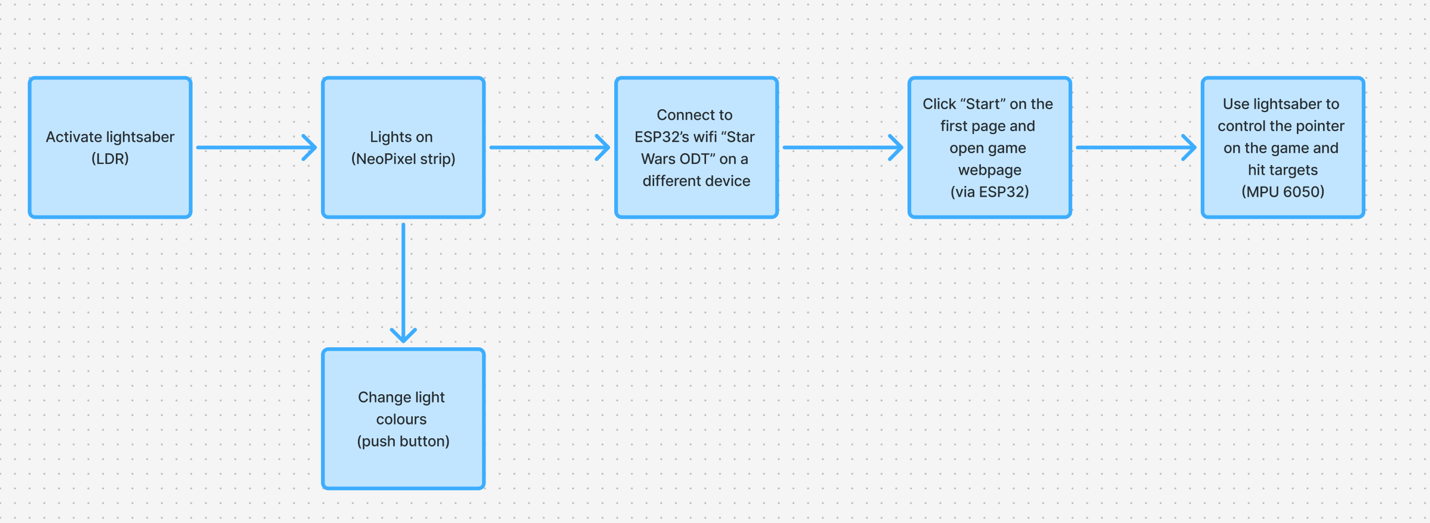 Activate lightsaber
(LDR)
Lights on
(NeoPixel strip)
Connect to
ESP32’s wifi “Star
Wars ODT” on a
different device
Click “Start” on the
first page and
open game
webpage
(via ESP32)
Use lightsaber to
control the pointer
on the game and
hit targets
(MPU 6050)
Change light
colours
(push button)